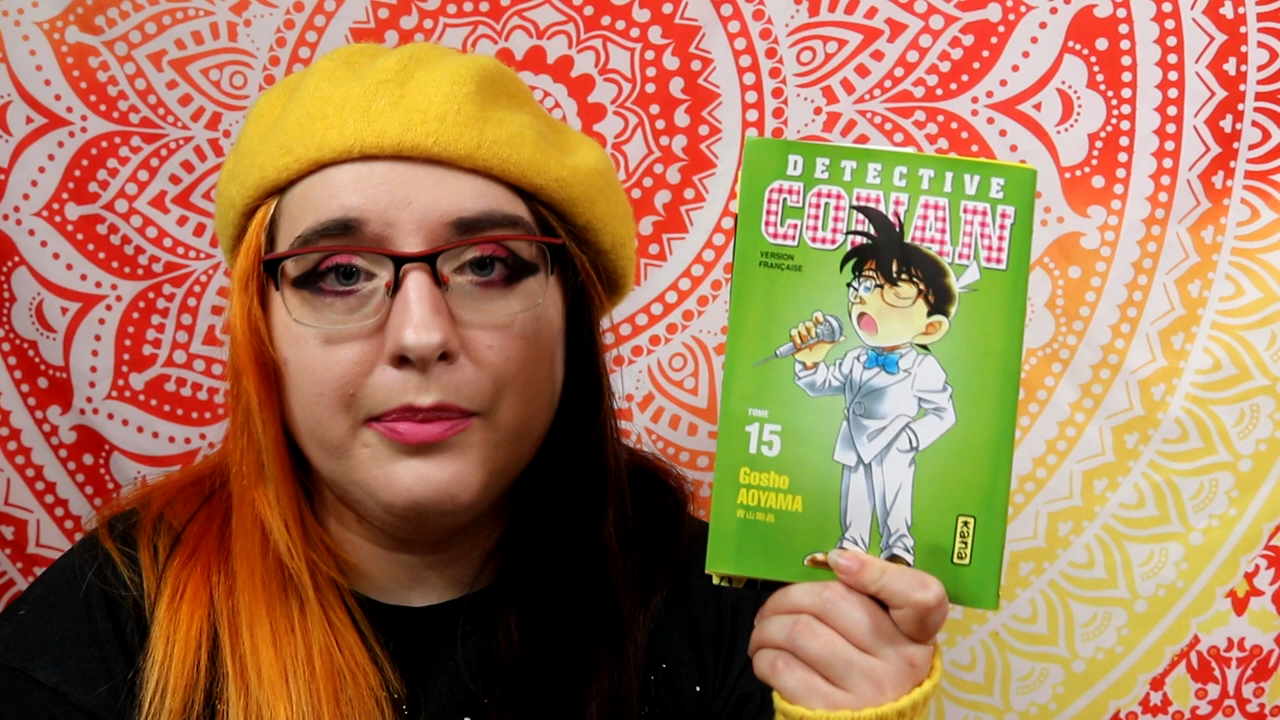 DETECTIVE
CONAN
VERSION
FRANÇAISE
TOME
15
Gosho
AOYAMA
青山剛昌
kana